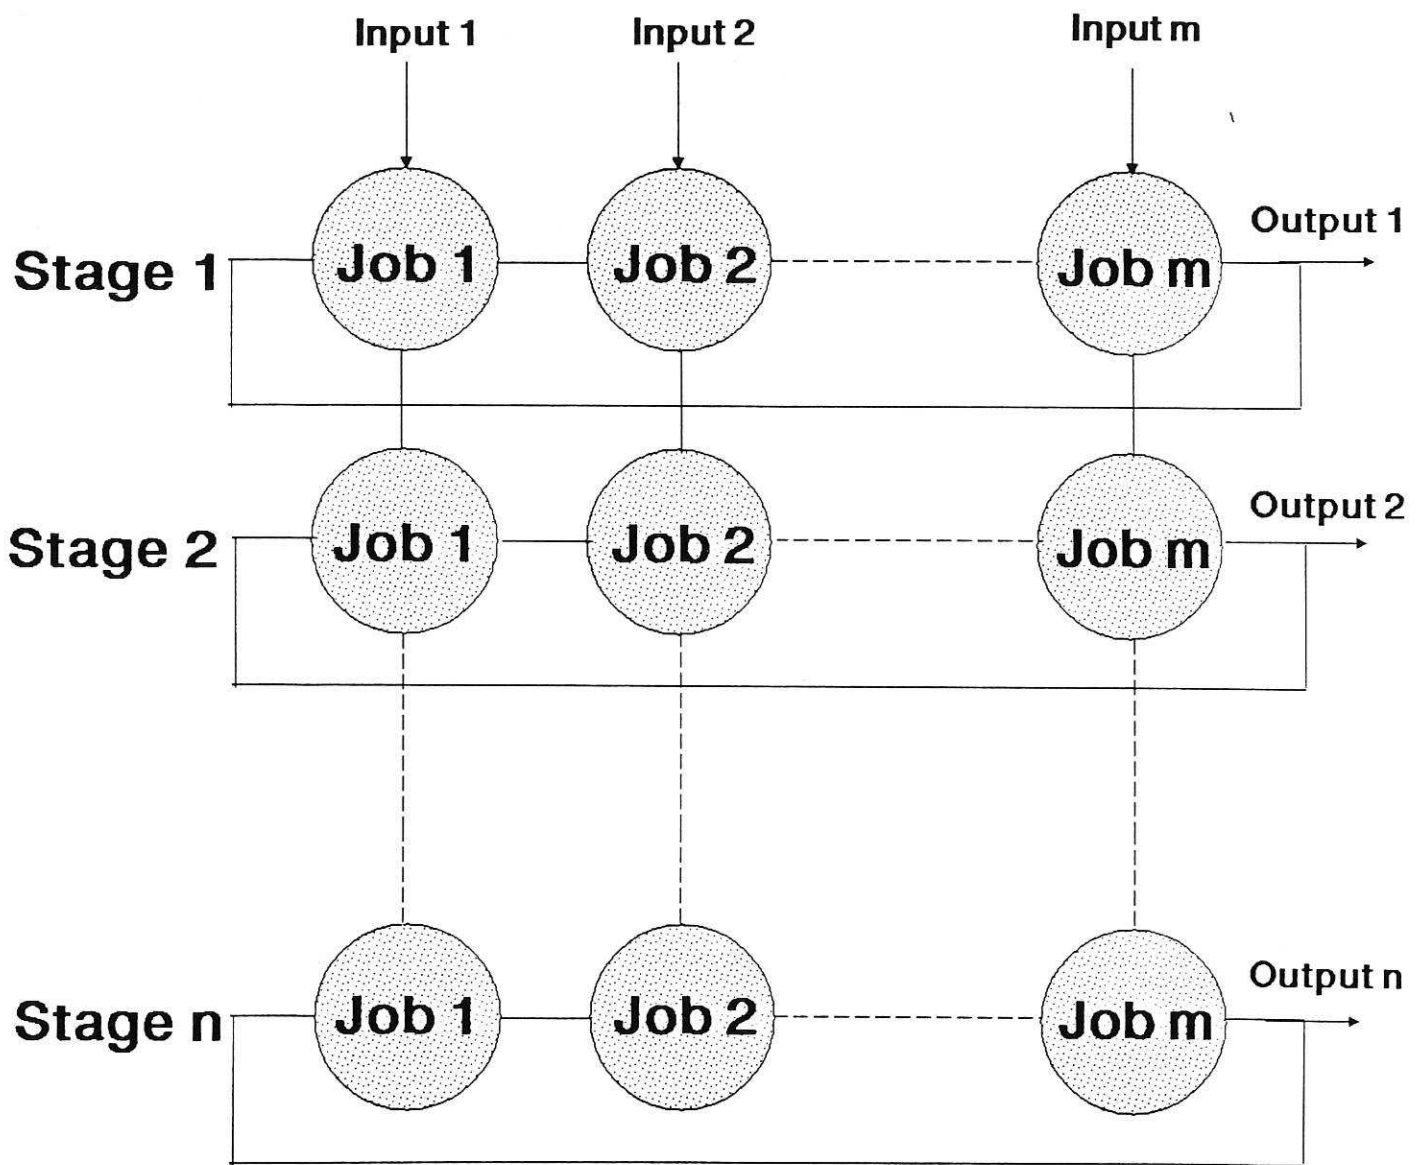 Input 1
Input 2
Input m
Output 1
Stage 1
Job 1
Job 2
Job m
Output 2
Stage 2
Job 1
Job 2
Job m
Output n
Stage n
Job 1
Job 2
Job m